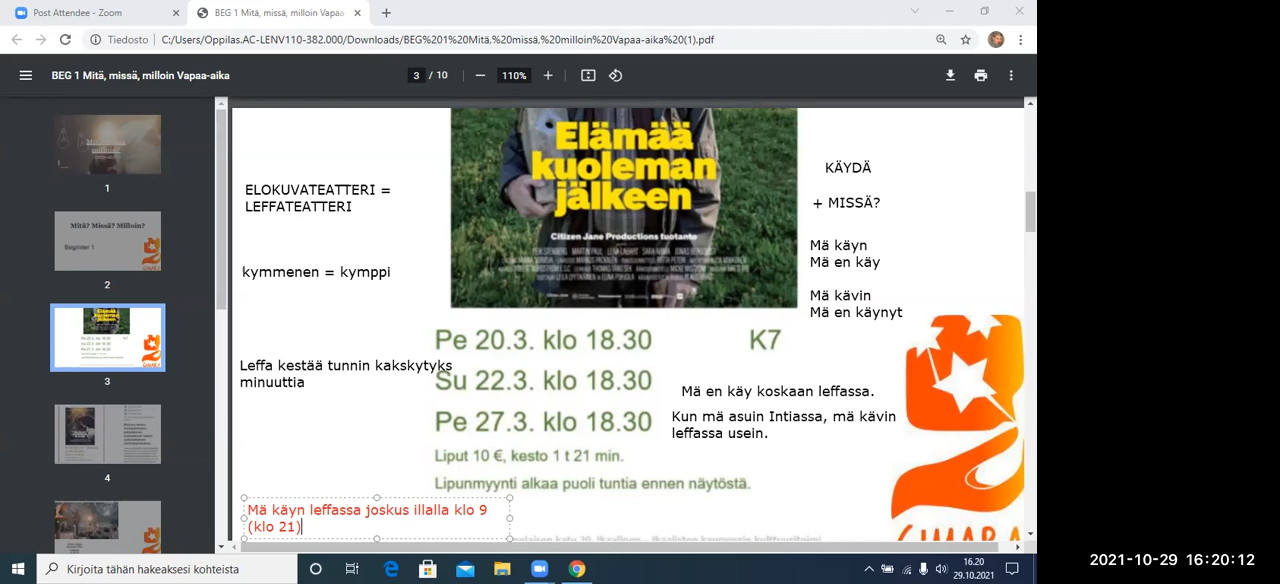 Post Attendee - Zoom
BEG 1 Mitä, missä, milloin Vapaa
Tiedosto
C:/Users/Oppilas.AC-LENV110-382.000/Downloads/BEG%201%20Mitä,%20missä,%20milloin%20Vapaa-aika%20(1).pdf
BEG 1 Mitä, missä, milloin Vapaa-aika
3 / 10
110%
1
Mitä? Missä? Milloin?
Beginner 1
2
3
4
Elämää
kuoleman
jälkeen
Citizen Jane Productions tuotanto
ELOKUVATEATTERI =
LEFFATEATTERI
kymmenen = kymppi
KÄYDÄ
+ MISSÄ?
Mä käyn
Mä en käy
Mä kävin
Mä en käynyt
Pe 20.3. klo 18.30
K7
Leffa kestää tunnin kakskytyks
minuuttia
Su 22.3. klo 18.30
Mä en käy koskaan leffassa.
Pe 27.3. klo 18.30
Kun mä asuin Intiassa, mä kävin
leffassa usein.
Liput 10 €, kesto 1 t 21 min.
Lipunmyynti alkaa puoli tuntia ennen näytöstä.
Mä käyn leffassa joskus illalla klo 9
(klo 21)
Kirjoita tähän hakeaksesi kohteista
16.20
29.10.2021
2021-10-29 16:20:12